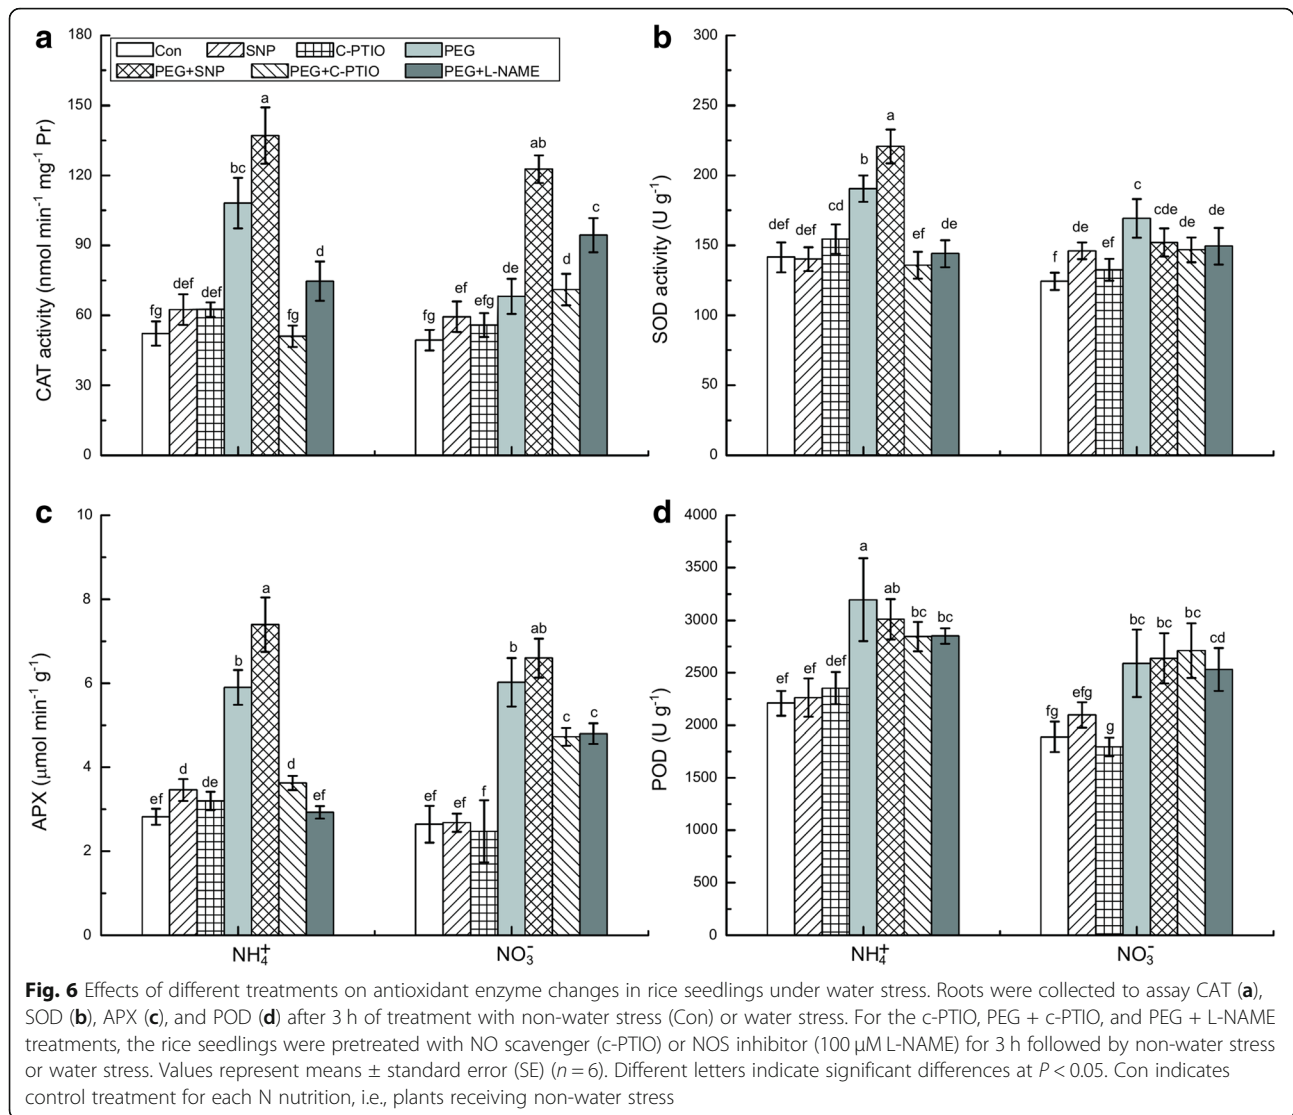 a
CAT activity (nmol min⁻¹ mg⁻¹ Pr)
180
150
120
90
60
30
0
Con SNP C-PTIO PEG
PEG+SNP PEG+C-PTIO PEG+L-NAME
fg def def bc a fg d
fg ef efg de ab d c
b
SOD activity (U g⁻¹)
300
250
200
150
100
50
0
def def cd b a ef de
f de ef c cde de de
c
APX (µmol min⁻¹ g⁻¹)
10
8
6
4
2
0
ef d de b a d ef
ef ef f b ab c c
NH₄⁺ NO₃⁻
d
POD (U g⁻¹)
4000
3500
3000
2500
2000
1500
1000
500
0
ef ef def a ab bc bc
fg efg g bc bc bc cd
NH₄⁺ NO₃⁻
Fig. 6 Effects of different treatments on antioxidant enzyme changes in rice seedlings under water stress. Roots were collected to assay CAT (a),
SOD (b), APX (c), and POD (d) after 3 h of treatment with non-water stress (Con) or water stress. For the c-PTIO, PEG + c-PTIO, and PEG + L-NAME
treatments, the rice seedlings were pretreated with NO scavenger (c-PTIO) or NOS inhibitor (100 µM L-NAME) for 3 h followed by non-water stress
or water stress. Values represent means ± standard error (SE) (n = 6). Different letters indicate significant differences at P < 0.05. Con indicates
control treatment for each N nutrition, i.e., plants receiving non-water stress